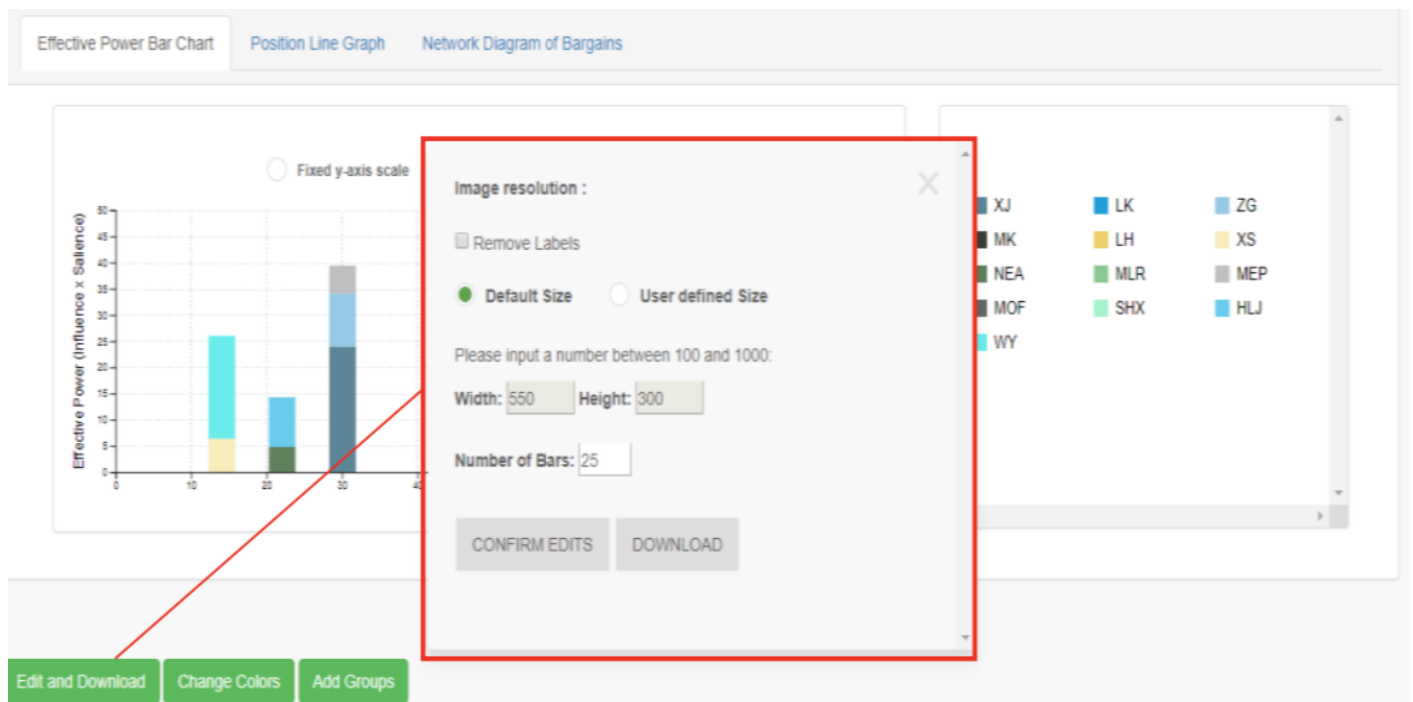 Effective Power Bar Chart Position Line Graph Network Diagram of Bargains
Fixed y-axis scale
Effective Power (Influence x Salience)
50
45
40
35
30
25
20
15
10
5
0
0 10 20 30 40
Image resolution :
X
Remove Labels
Default Size User defined Size
Please input a number between 100 and 1000:
Width: 550 Height: 300
Number of Bars: 25
CONFIRM EDITS DOWNLOAD
XJ LK ZG
MK LH XS
NEA MLR MEP
MOF SHX HLJ
WY
Edit and Download Change Colors Add Groups